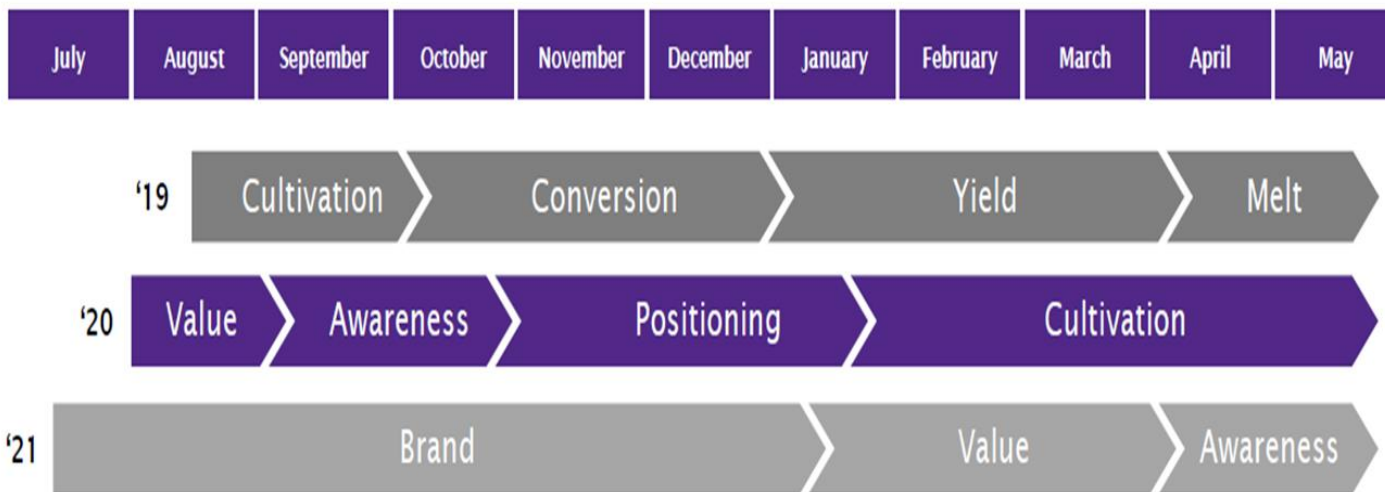 July August September October November December January February March April May
‘19 Cultivation Conversion Yield Melt
‘20 Value Awareness Positioning Cultivation
‘21 Brand Value Awareness